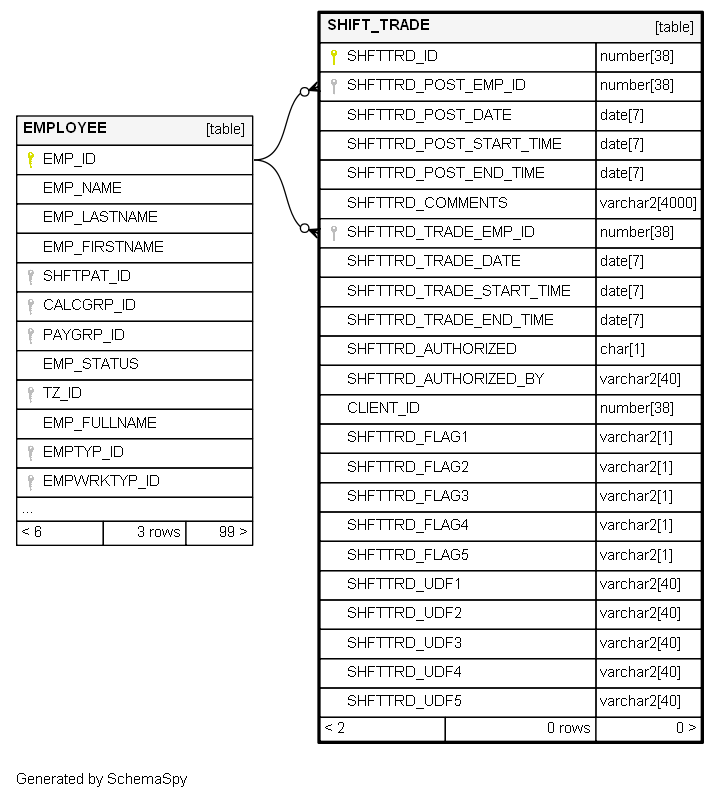 EMPLOYEE [table]
EMP_ID
EMP_NAME
EMP_LASTNAME
EMP_FIRSTNAME
SHFTPAT_ID
CALCGRP_ID
PAYGRP_ID
EMP_STATUS
TZ_ID
EMP_FULLNAME
EMPTYP_ID
EMPWRKTYP_ID
...
< 6 3 rows 99 >
SHIFT_TRADE [table]
SHFTTRD_ID number[38]
SHFTTRD_POST_EMP_ID number[38]
SHFTTRD_POST_DATE date[7]
SHFTTRD_POST_START_TIME date[7]
SHFTTRD_POST_END_TIME date[7]
SHFTTRD_COMMENTS varchar2[4000]
SHFTTRD_TRADE_EMP_ID number[38]
SHFTTRD_TRADE_DATE date[7]
SHFTTRD_TRADE_START_TIME date[7]
SHFTTRD_TRADE_END_TIME date[7]
SHFTTRD_AUTHORIZED char[1]
SHFTTRD_AUTHORIZED_BY varchar2[40]
CLIENT_ID number[38]
SHFTTRD_FLAG1 varchar2[1]
SHFTTRD_FLAG2 varchar2[1]
SHFTTRD_FLAG3 varchar2[1]
SHFTTRD_FLAG4 varchar2[1]
SHFTTRD_FLAG5 varchar2[1]
SHFTTRD_UDF1 varchar2[40]
SHFTTRD_UDF2 varchar2[40]
SHFTTRD_UDF3 varchar2[40]
SHFTTRD_UDF4 varchar2[40]
SHFTTRD_UDF5 varchar2[40]
< 2 0 rows 0 >
Generated by SchemaSpy